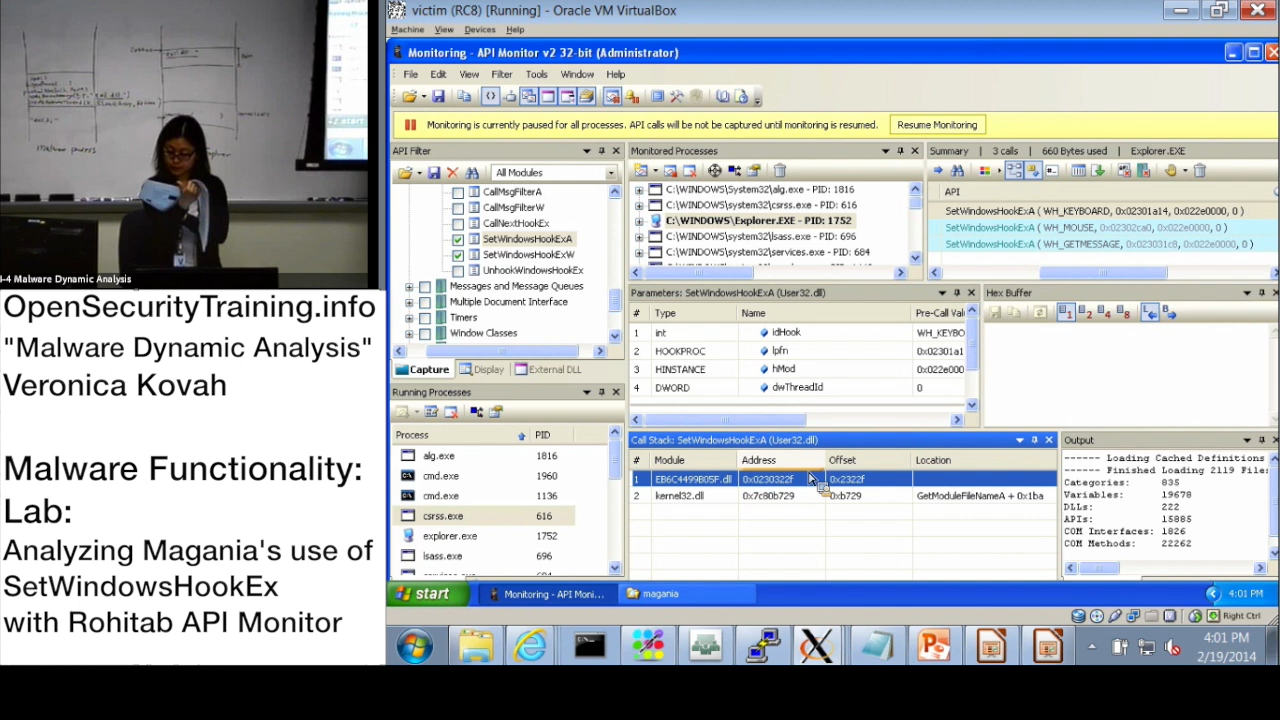 victim (RC8) [Running] - Oracle VM VirtualBox
Machine View Devices Help
Monitoring - API Monitor v2 32-bit (Administrator)
File Edit View Filter Tools Window Help
Monitoring is currently paused for all processes. API calls will not be captured until monitoring is resumed. Resume Monitoring
API Filter
All Modules
CallMsgFilterA
CallMsgFilterW
CallNextHookEx
SetWindowsHookExA
SetWindowsHookExW
UnhookWindowsHookEx
Messages and Message Queues
Multiple Document Interface
Timers
Window Classes
Capture Display External DLL
Monitored Processes
C:\WINDOWS\System32\alg.exe - PID: 1816
C:\WINDOWS\System32\csrss.exe - PID: 616
C:\WINDOWS\Explorer.EXE - PID: 1752
C:\WINDOWS\System32\lsass.exe - PID: 696
C:\WINDOWS\System32\services.exe - PID: 684
Summary | 3 calls | 660 Bytes used | Explorer.EXE
API
SetWindowsHookExA ( WH_KEYBOARD, 0x02301a14, 0x022e0000, 0 )
SetWindowsHookExA ( WH_MOUSE, 0x02302ca0, 0x022e0000, 0 )
SetWindowsHookExA ( WH_GETMESSAGE, 0x023031c8, 0x022e0000, 0 )
Parameters: SetWindowsHookExA (User32.dll)
# Type Name Pre-Call Val
1 int idHook WH_KEYBO
2 HOOKPROC lpfn 0x02301a1
3 HINSTANCE hMod 0x022e000
4 DWORD dwThreadId 0
Hex Buffer
Running Processes
Process PID
alg.exe 1816
cmd.exe 1960
cmd.exe 1136
csrss.exe 616
explorer.exe 1752
lsass.exe 696
Call Stack: SetWindowsHookExA (User32.dll)
# Module Address Offset Location
1 EB6C4499B05F.dll 0x0230322f 0x2322f
2 kernel32.dll 0x7c80b729 0xb729 GetModuleFileNameA + 0x1ba
Output
------ Loading Cached Definitions
------ Finished Loading 2119 File
Categories: 835
Variables: 19678
DLLs: 222
APIs: 15885
COM Interfaces: 1826
COM Methods: 22262
start Monitoring - API Moni... magania 4:01 PM
Right Ctrl
4:01 PM
2/19/2014
4 Malware Dynamic Analysis
OpenSecurityTraining.info
"Malware Dynamic Analysis"
Veronica Kovah
Malware Functionality:
Lab:
Analyzing Magania's use of
SetWindowsHookEx
with Rohitab API Monitor